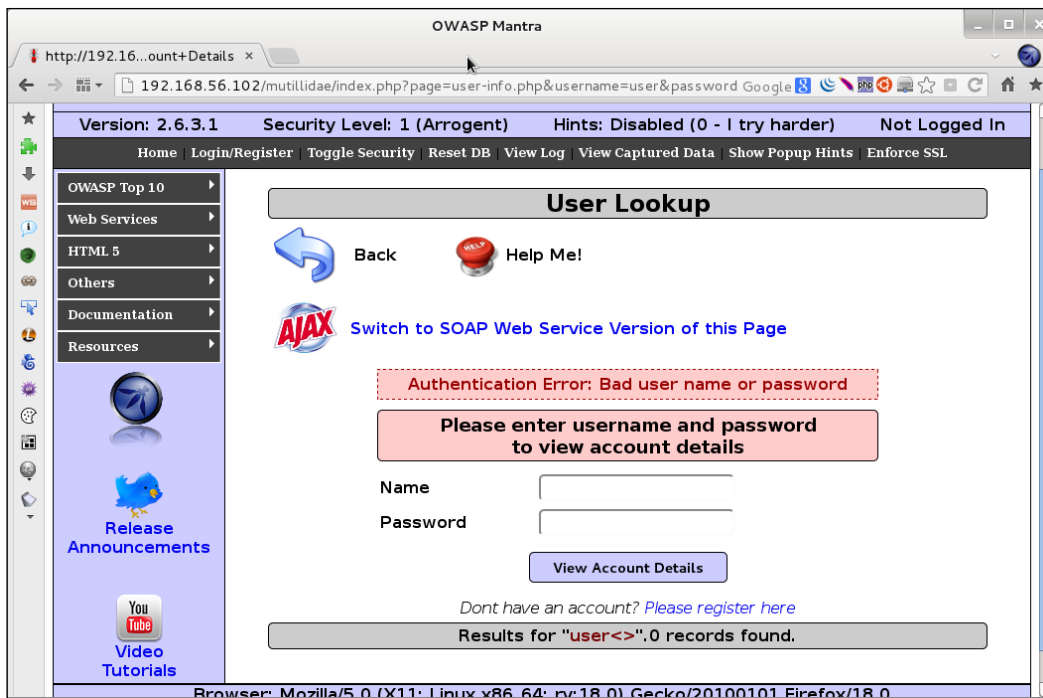 OWASP Mantra
http://192.16...ount+Details ×
192.168.56.102/mutillidae/index.php?page=user-info.php&username=user&password Google
Version: 2.6.3.1 Security Level: 1 (Arrogent) Hints: Disabled (0 - I try harder) Not Logged In
Home | Login/Register | Toggle Security | Reset DB | View Log | View Captured Data | Show Popup Hints | Enforce SSL
OWASP Top 10
Web Services
HTML 5
Others
Documentation
Resources
Release
Announcements
You
Tube
Video
Tutorials
User Lookup
Back
HELP
Help Me!
AJAX
Switch to SOAP Web Service Version of this Page
Authentication Error: Bad user name or password
Please enter username and password
to view account details
Name
Password
View Account Details
Dont have an account? Please register here
Results for "user<>".0 records found.
Browser: Mozilla/5.0 (X11; Linux x86_64; rv:18.0) Gecko/20100101 Firefox/18.0